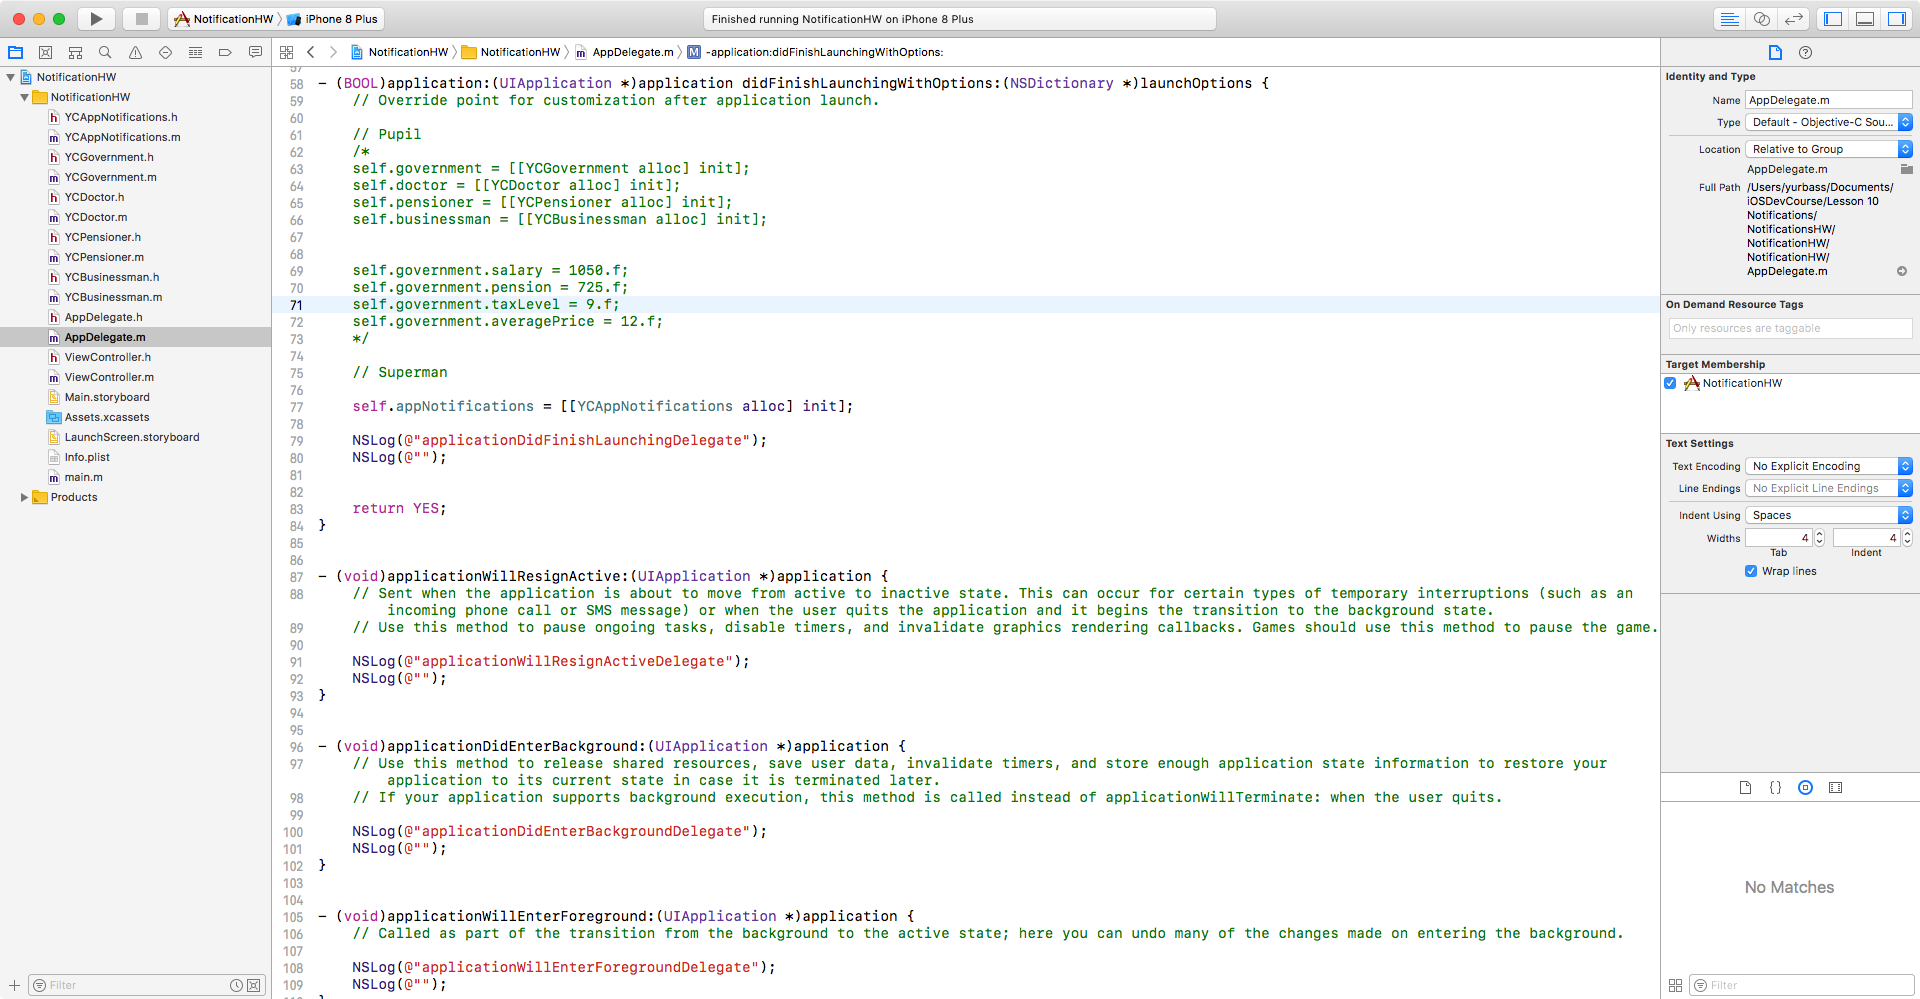 NotificationHW
iPhone 8 Plus
Finished running NotificationHW on iPhone 8 Plus
NotificationHW
NotificationHW
AppDelegate.m
M
-application:didFinishLaunchingWithOptions:
NotificationHW
NotificationHW
h YCAppNotifications.h
m YCAppNotifications.m
h YCGovernment.h
m YCGovernment.m
h YCDoctor.h
m YCDoctor.m
h YCPensioner.h
m YCPensioner.m
h YCBusinessman.h
m YCBusinessman.m
h AppDelegate.h
m AppDelegate.m
h ViewController.h
m ViewController.m
Main.storyboard
Assets.xcassets
LaunchScreen.storyboard
Info.plist
m main.m
Products
Filter
57
58 - (BOOL)application:(UIApplication *)application didFinishLaunchingWithOptions:(NSDictionary *)launchOptions {
59 // Override point for customization after application launch.
60
61 // Pupil
62 /*
63 self.government = [[YCGovernment alloc] init];
64 self.doctor = [[YCDoctor alloc] init];
65 self.pensioner = [[YCPensioner alloc] init];
66 self.businessman = [[YCBusinessman alloc] init];
67
68
69 self.government.salary = 1050.f;
70 self.government.pension = 725.f;
71 self.government.taxLevel = 9.f;
72 self.government.averagePrice = 12.f;
73 */
74
75 // Superman
76
77 self.appNotifications = [[YCAppNotifications alloc] init];
78
79 NSLog(@"applicationDidFinishLaunchingDelegate");
80 NSLog(@"");
81
82
83 return YES;
84 }
85
86
87 - (void)applicationWillResignActive:(UIApplication *)application {
88 // Sent when the application is about to move from active to inactive state. This can occur for certain types of temporary interruptions (such as an
incoming phone call or SMS message) or when the user quits the application and it begins the transition to the background state.
89 // Use this method to pause ongoing tasks, disable timers, and invalidate graphics rendering callbacks. Games should use this method to pause the game.
90
91 NSLog(@"applicationWillResignActiveDelegate");
92 NSLog(@"");
93 }
94
95
96 - (void)applicationDidEnterBackground:(UIApplication *)application {
97 // Use this method to release shared resources, save user data, invalidate timers, and store enough application state information to restore your
application to its current state in case it is terminated later.
98 // If your application supports background execution, this method is called instead of applicationWillTerminate: when the user quits.
99
100 NSLog(@"applicationDidEnterBackgroundDelegate");
101 NSLog(@"");
102 }
103
104
105 - (void)applicationWillEnterForeground:(UIApplication *)application {
106 // Called as part of the transition from the background to the active state; here you can undo many of the changes made on entering the background.
107
108 NSLog(@"applicationWillEnterForegroundDelegate");
109 NSLog(@"");
Identity and Type
Name AppDelegate.m
Type Default - Objective-C Sou...
Location Relative to Group
AppDelegate.m
Full Path /Users/yurbass/Documents/
iOSDevCourse/Lesson 10
Notifications/
NotificationsHW/
NotificationHW/
NotificationHW/
AppDelegate.m
On Demand Resource Tags
Only resources are taggable
Target Membership
NotificationHW
Text Settings
Text Encoding No Explicit Encoding
Line Endings No Explicit Line Endings
Indent Using Spaces
Widths 4 4
Tab Indent
Wrap lines
{}
No Matches
Filter